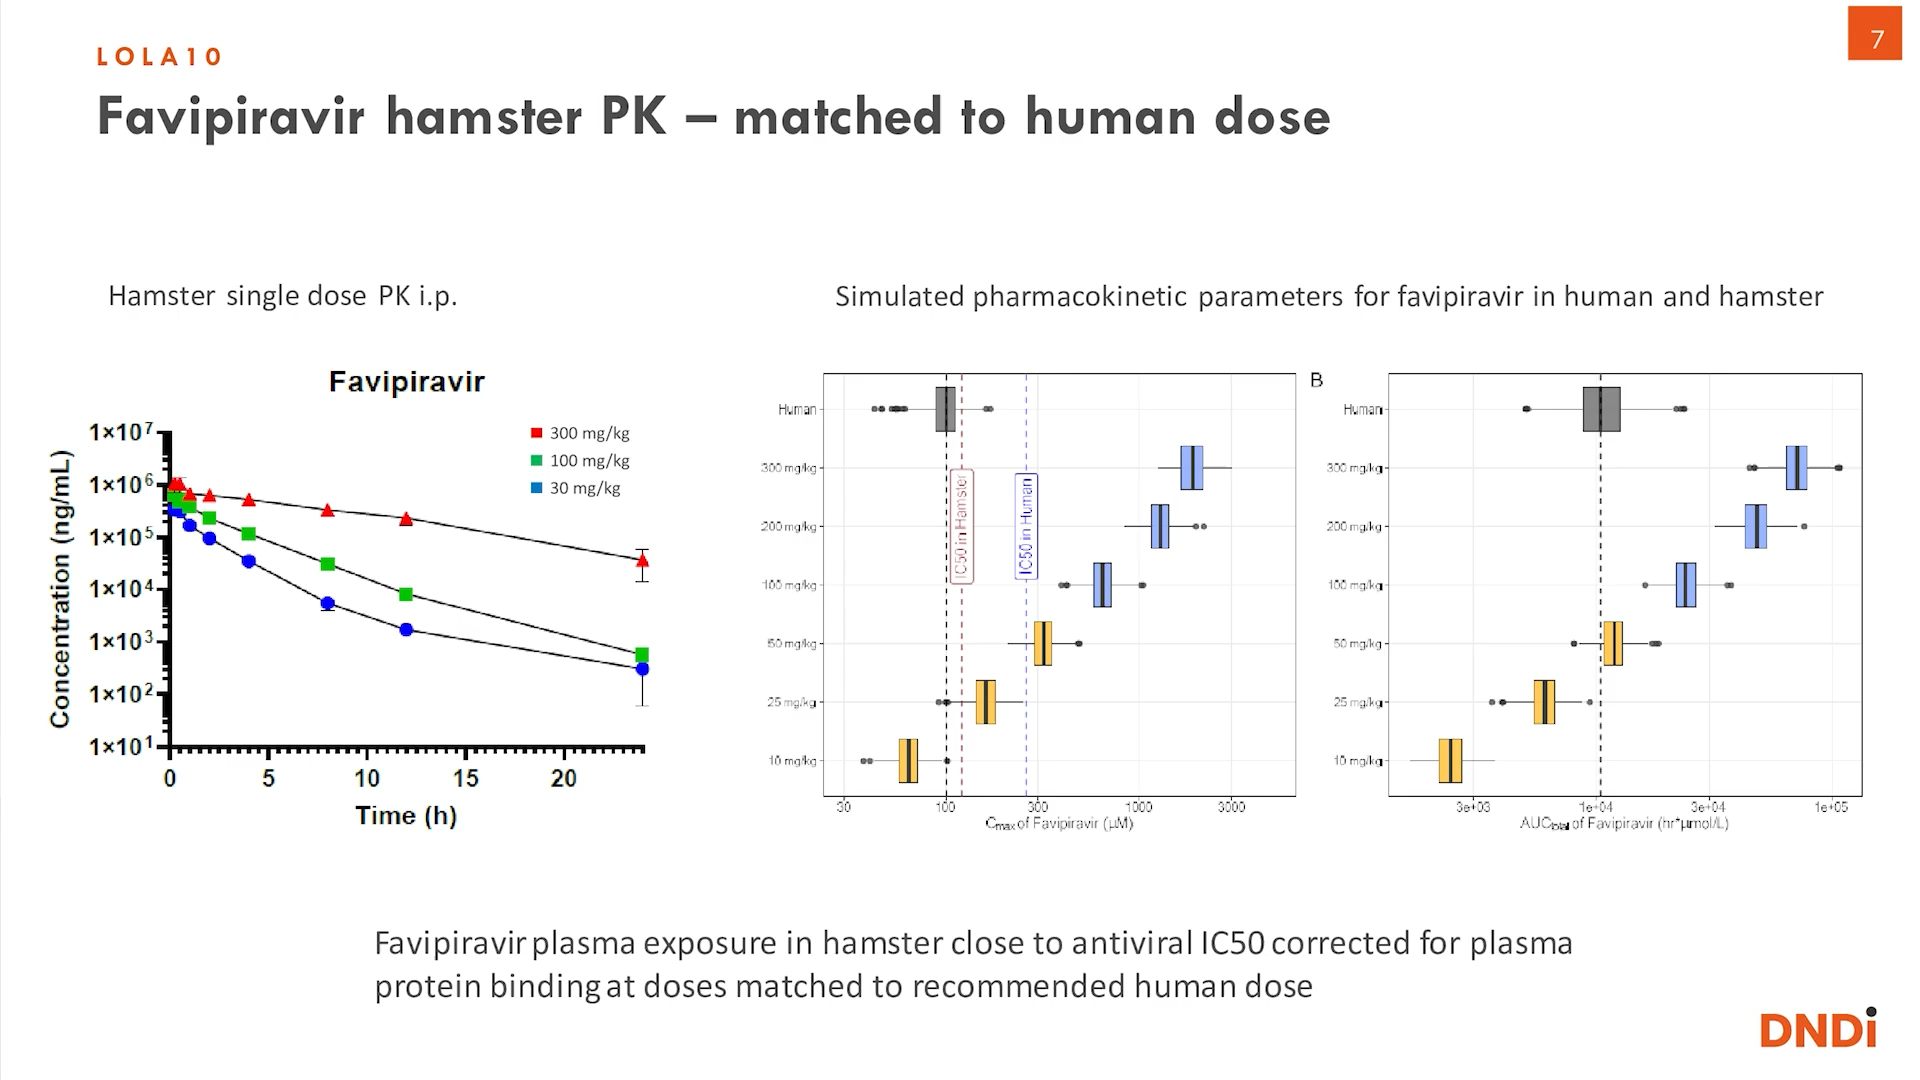 LOLA10
7
Favipiravir hamster PK – matched to human dose
Hamster single dose PK i.p.
Simulated pharmacokinetic parameters for favipiravir in human and hamster
Favipiravir
300 mg/kg
100 mg/kg
30 mg/kg
Concentration (ng/mL)
1×10⁷
1×10⁶
1×10⁵
1×10⁴
1×10³
1×10²
1×10¹
0 5 10 15 20
Time (h)
Human
300 mg/kg
200 mg/kg
100 mg/kg
50 mg/kg
25 mg/kg
10 mg/kg
IC50 in Hamster
IC50 in Human
30 100 300 1000 3000
Cmax of Favipiravir (μM)
B
Human
300 mg/kg
200 mg/kg
100 mg/kg
50 mg/kg
25 mg/kg
10 mg/kg
3e+03 1e+04 3e+04 1e+05
AUCtotal of Favipiravir (hr*μmol/L)
Favipiravir plasma exposure in hamster close to antiviral IC50 corrected for plasma
protein binding at doses matched to recommended human dose
DNDi